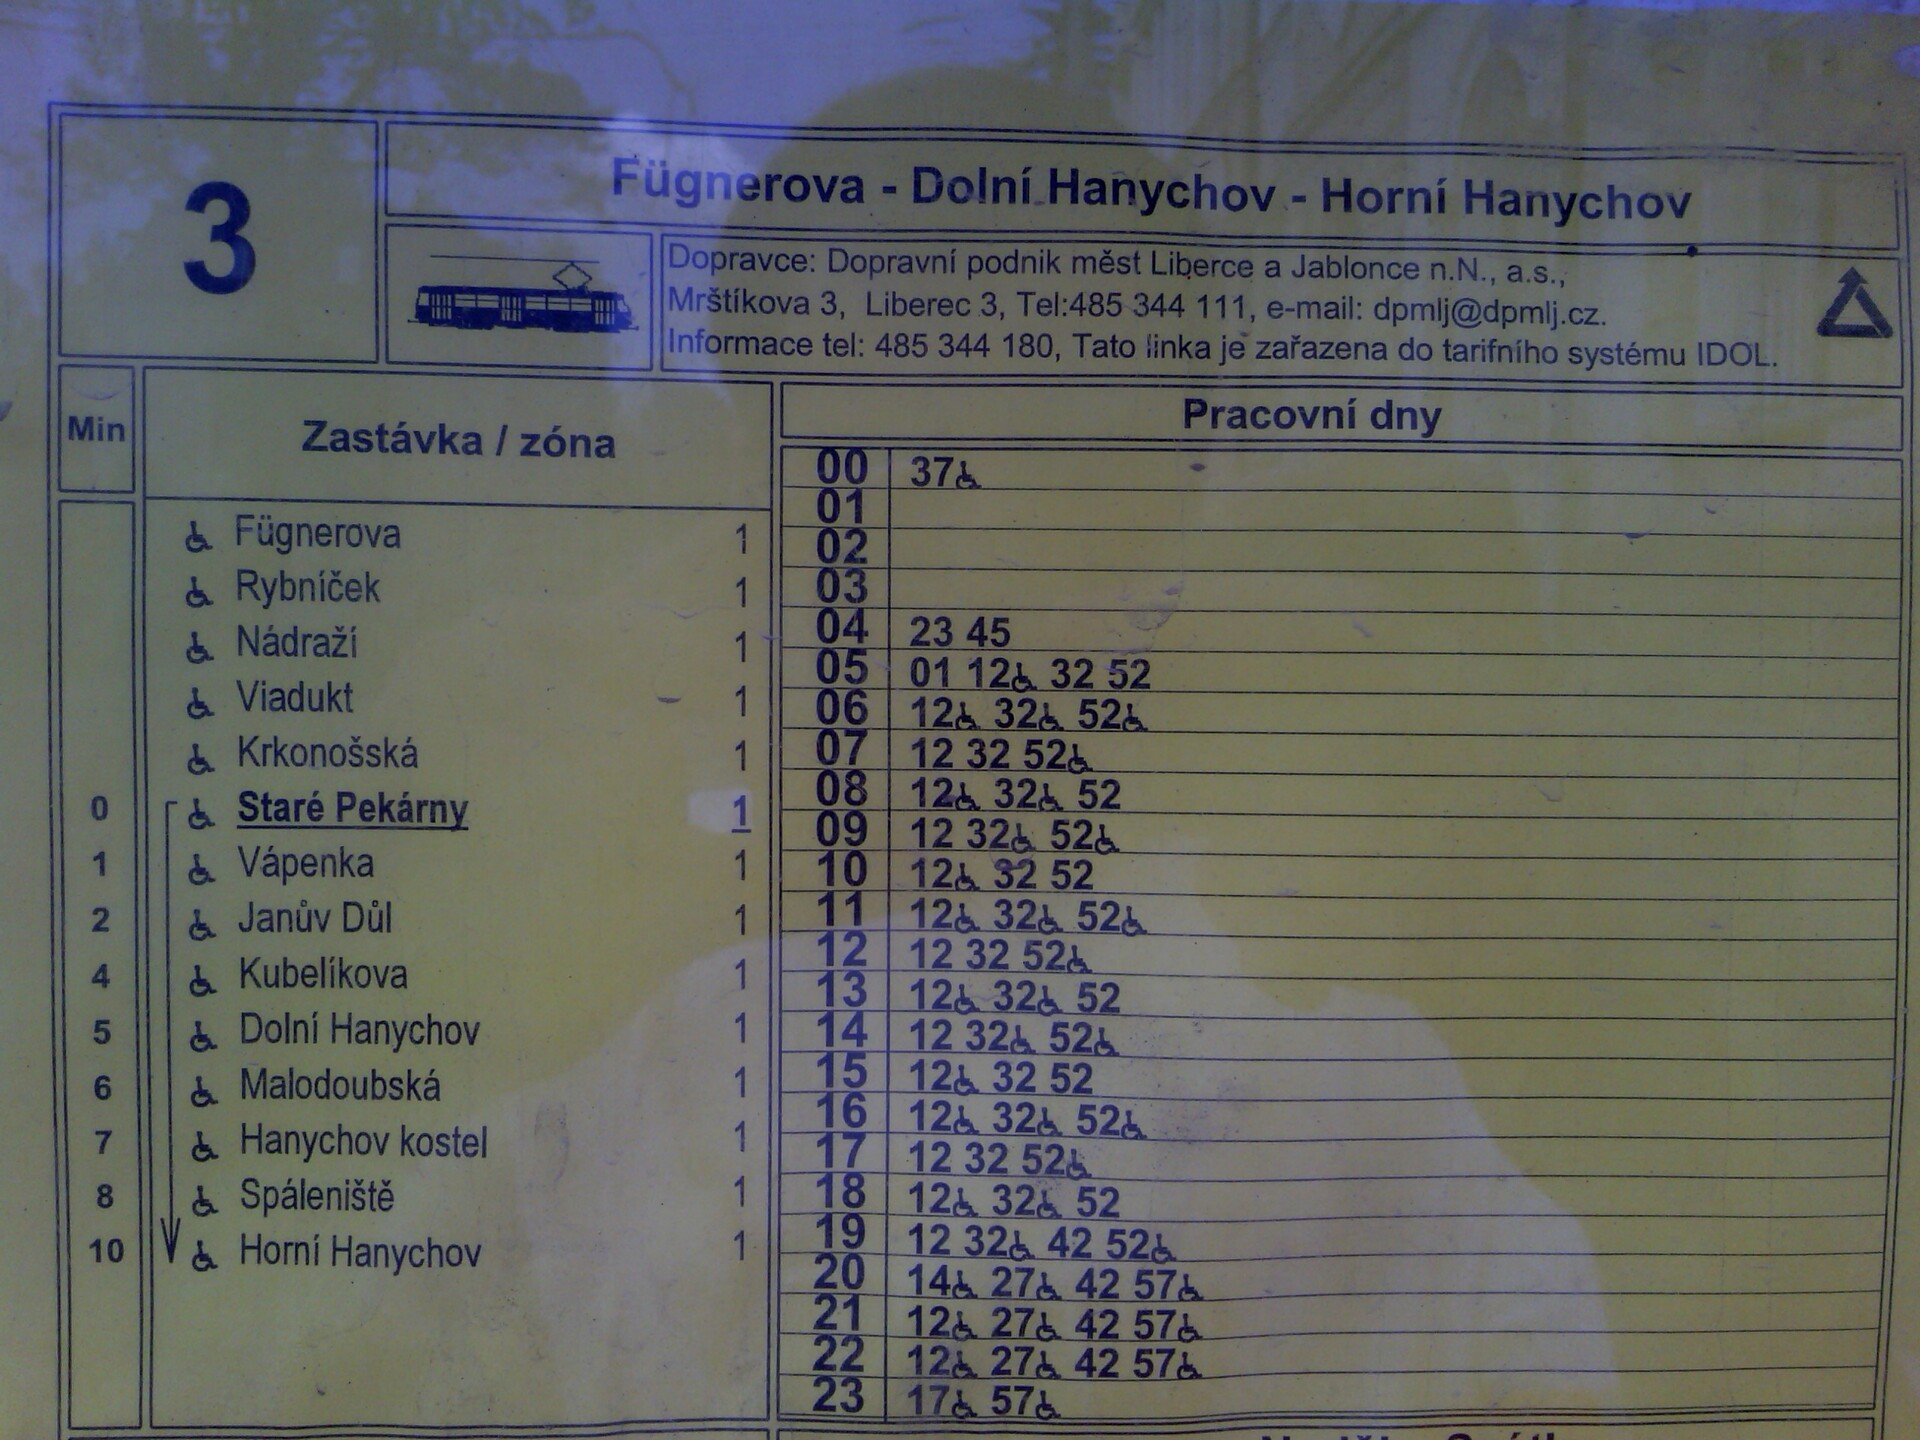 3
Fügnerova - Dolní Hanychov - Horní Hanychov
Dopravce: Dopravní podnik měst Liberce a Jablonce n.N., a.s.,
Mrštíkova 3, Liberec 3, Tel:485 344 111, e-mail: dpmlj@dpmlj.cz.
Informace tel: 485 344 180, Tato linka je zařazena do tarifního systému IDOL.
Min
Zastávka / zóna
Fügnerova 1
Rybníček 1
Nádraží 1
Viadukt 1
Krkonošská 1
0 Staré Pekárny 1
1 Vápenka 1
2 Janův Důl 1
4 Kubelíkova 1
5 Dolní Hanychov 1
6 Malodoubská 1
7 Hanychov kostel 1
8 Spáleniště 1
10 Horní Hanychov 1
Pracovní dny
00 37
01
02
03
04 23 45
05 01 12 32 52
06 12 32 52
07 12 32 52
08 12 32 52
09 12 32 52
10 12 32 52
11 12 32 52
12 12 32 52
13 12 32 52
14 12 32 52
15 12 32 52
16 12 32 52
17 12 32 52
18 12 32 52
19 12 32 42 52
20 14 27 42 57
21 12 27 42 57
22 12 27 42 57
23 17 57